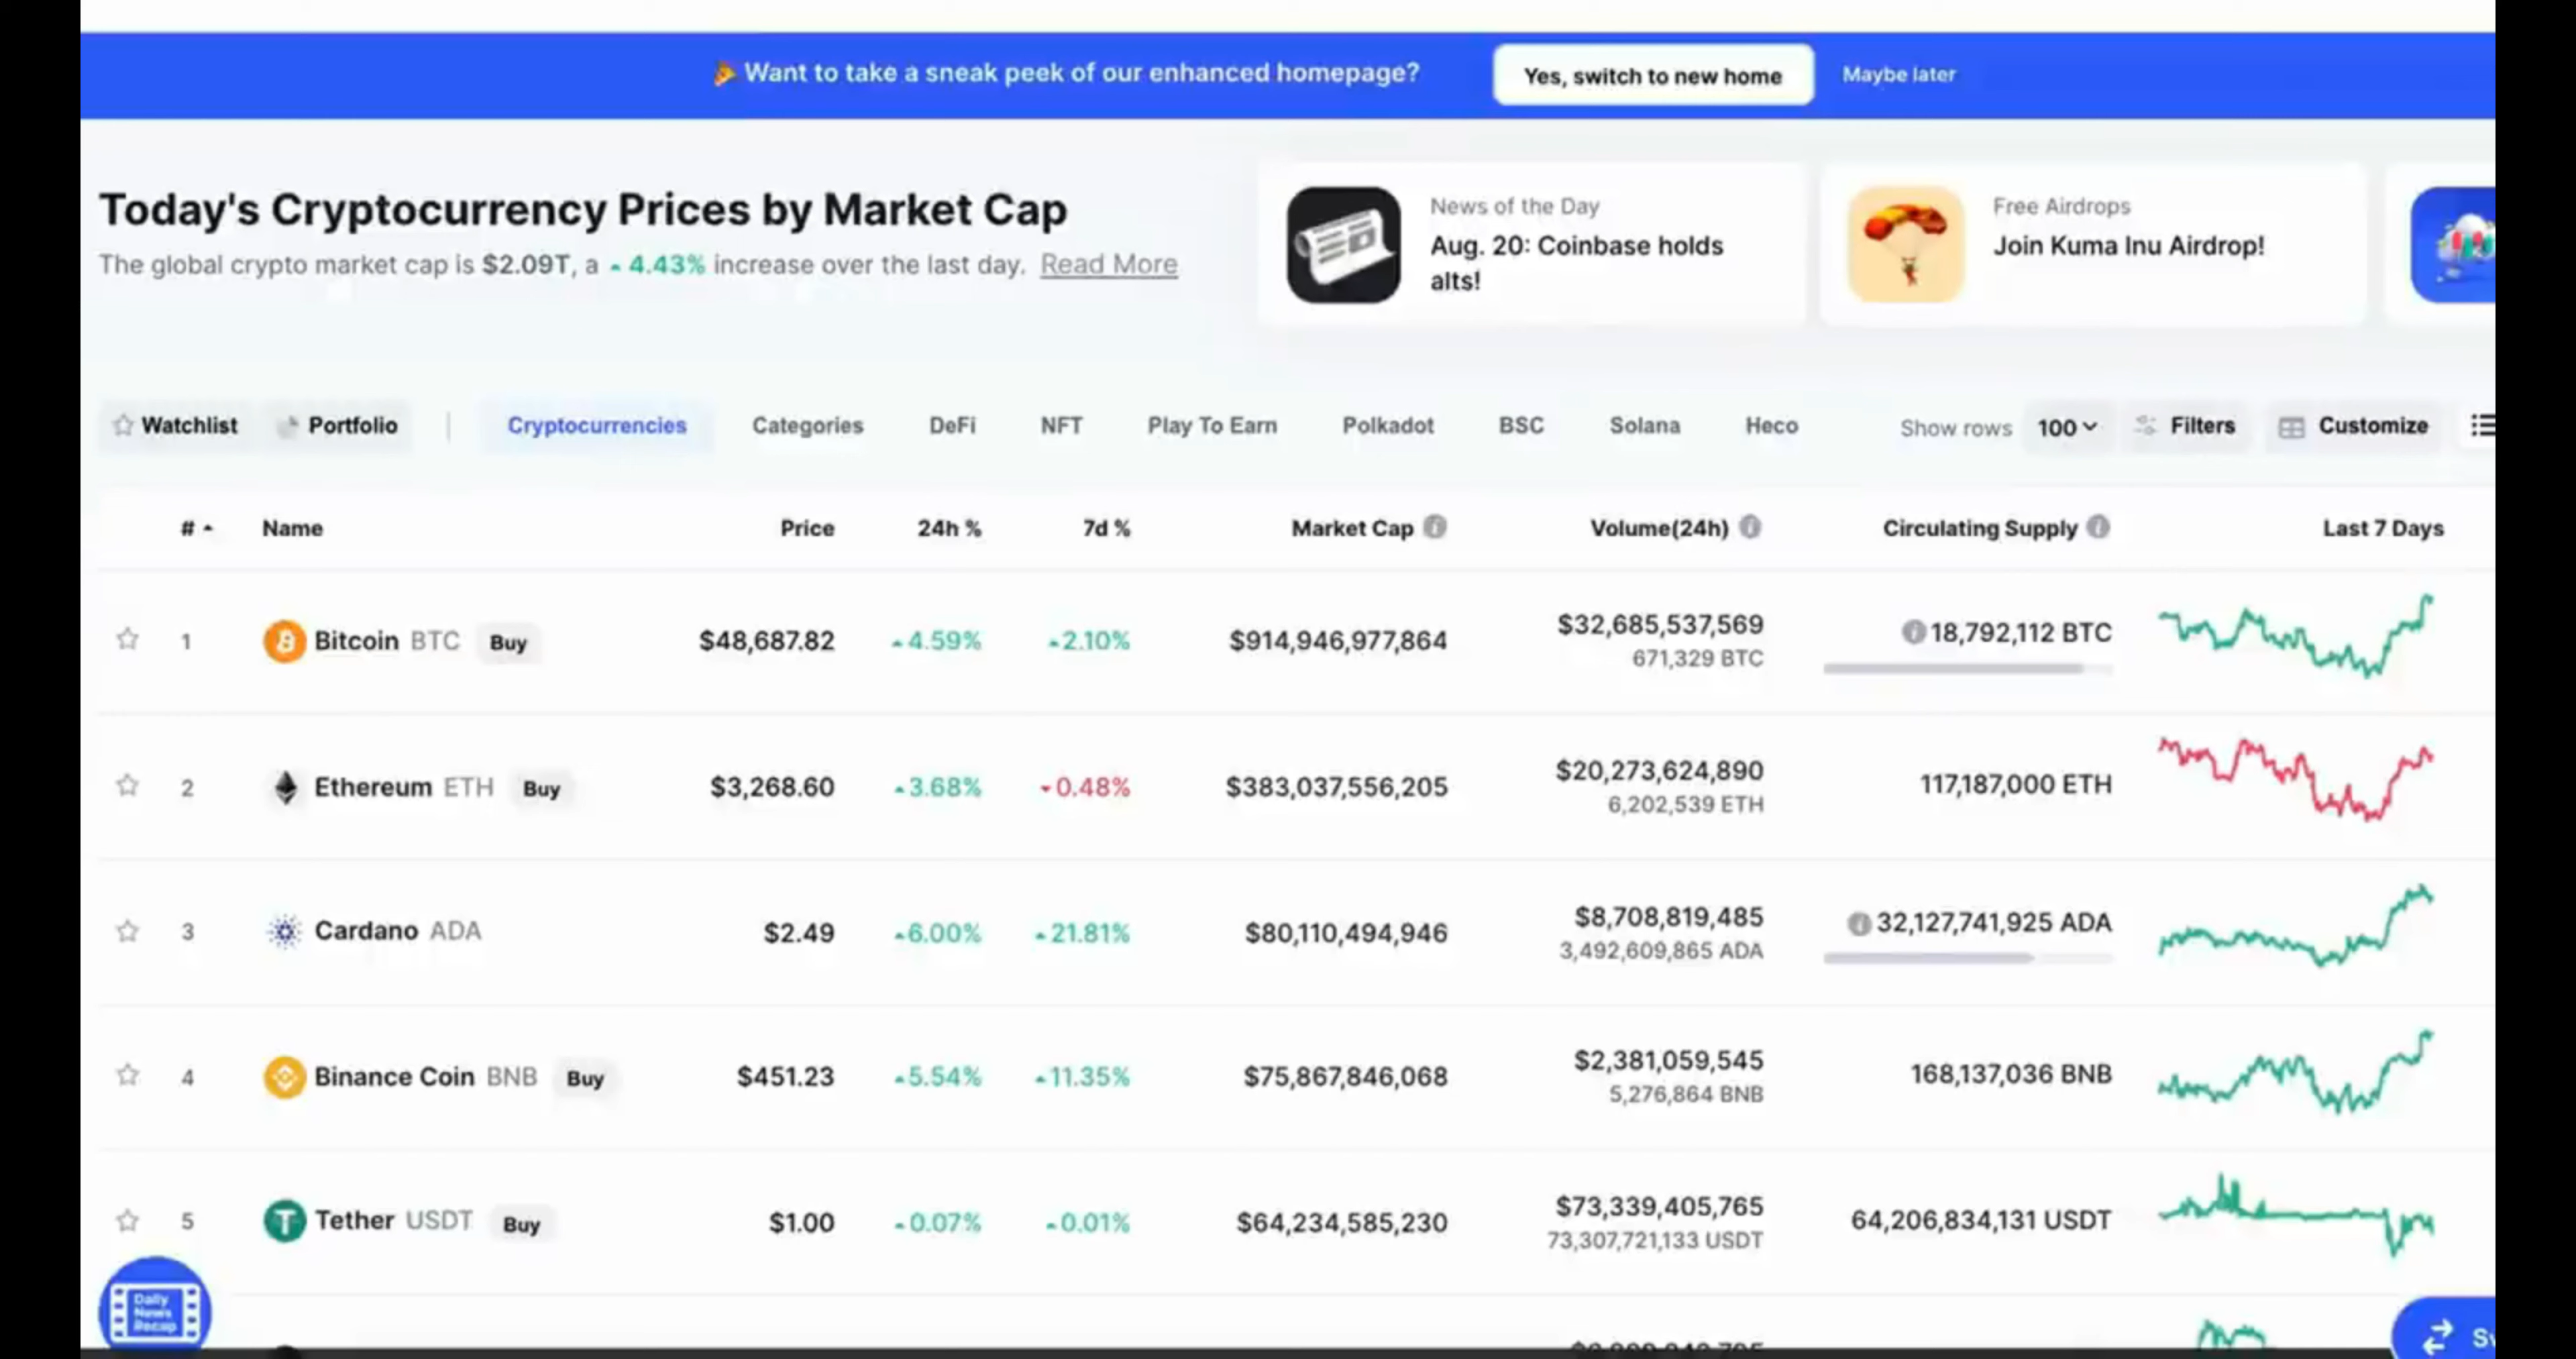 Want to take a sneak peek of our enhanced homepage? Yes, switch to new home Maybe later
Today's Cryptocurrency Prices by Market Cap
The global crypto market cap is $2.09T, a 4.43% increase over the last day. Read More
News of the Day
Aug. 20: Coinbase holds
alts!
Free Airdrops
Join Kuma Inu Airdrop!
Watchlist Portfolio Cryptocurrencies Categories DeFi NFT Play To Earn Polkadot BSC Solana Heco Show rows 100 Filters Customize
# Name Price 24h % 7d % Market Cap Volume(24h) Circulating Supply Last 7 Days
1 Bitcoin BTC Buy $48,687.82 4.59% 2.10% $914,946,977,864 $32,685,537,569 18,792,112 BTC
671,329 BTC
2 Ethereum ETH Buy $3,268.60 3.68% 0.48% $383,037,556,205 $20,273,624,890 117,187,000 ETH
6,202,539 ETH
3 Cardano ADA $2.49 6.00% 21.81% $80,110,494,946 $8,708,819,485 32,127,741,925 ADA
3,492,609,865 ADA
4 Binance Coin BNB Buy $451.23 5.54% 11.35% $75,867,846,068 $2,381,059,545 168,137,036 BNB
5,276,864 BNB
5 Tether USDT Buy $1.00 0.07% 0.01% $64,234,585,230 $73,339,405,765 64,206,834,131 USDT
73,307,721,133 USDT
Daily
News
Recap